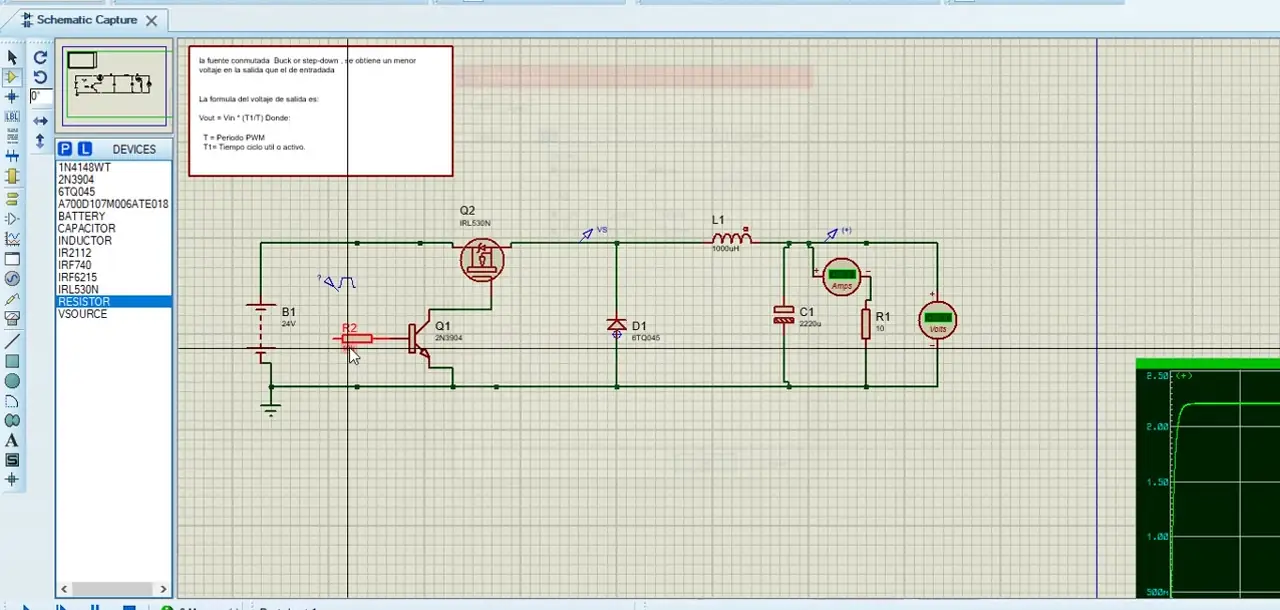 Schematic Capture
la fuente conmutada Buck or step-down , se obtiene un menor
voltaje en la salida que el de entradada
La formula del voltaje de salida es:
Vout = Vin * (T1/T) Donde:
T = Periodo PWM
T1= Tiempo ciclo util o activo.
0°
LBL
P L DEVICES
1N4148WT
2N3904
6TQ045
A700D107M006ATE018
BATTERY
CAPACITOR
INDUCTOR
IR2112
IRF740
IRF6215
IRL530N
RESISTOR
VSOURCE
A
S
Q2
IRL530N
VS
L1
1000uH
(+)
?
Amps
B1
24V
R2
Q1
2N3904
D1
6TQ045
C1
2220u
R1
10
Volts
2.50 (+)
2.00
1.50
1.00
500m